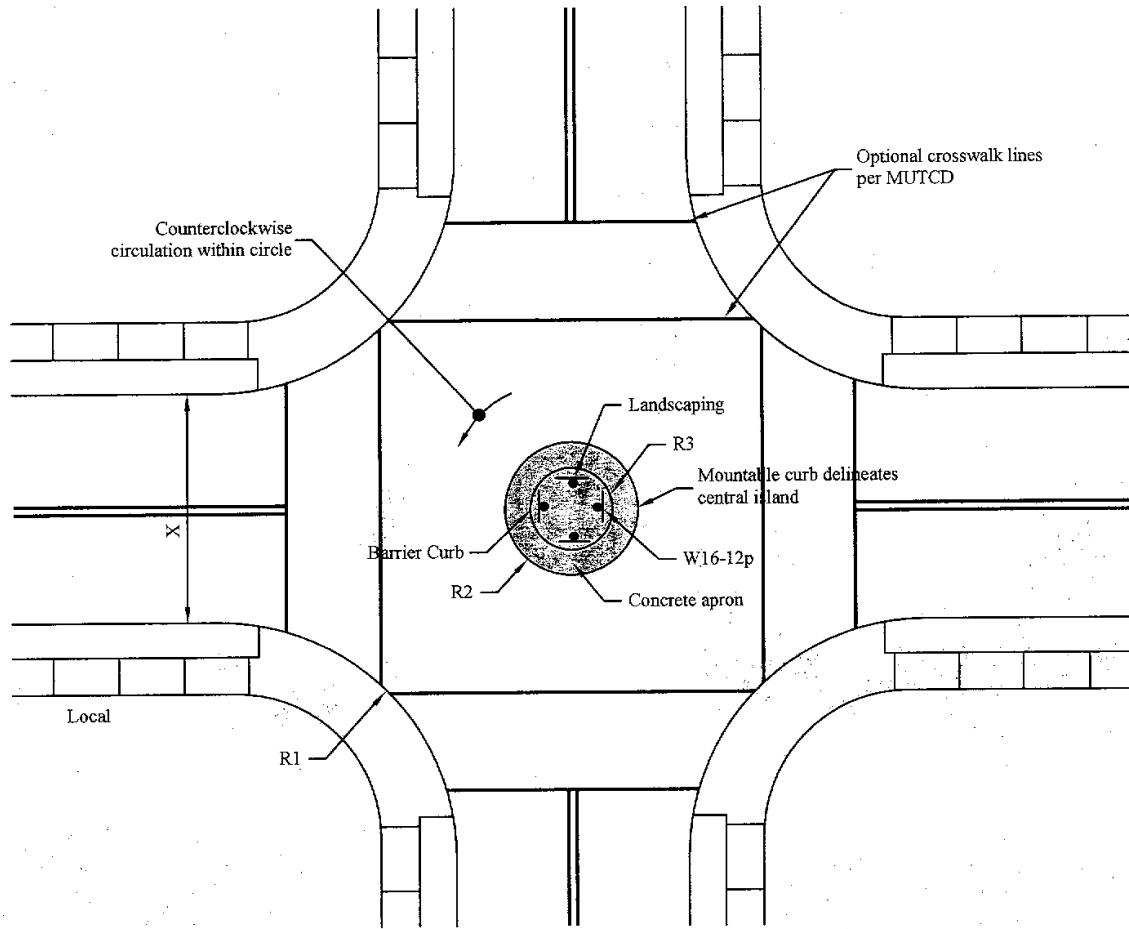 Optional crosswalk lines
per MUTCD
Counterclockwise
circulation within circle
Landscaping
R3
Mountable curb delineates
central island
X
Barrier Curb
W16-12p
R2
Concrete apron
Local
R1